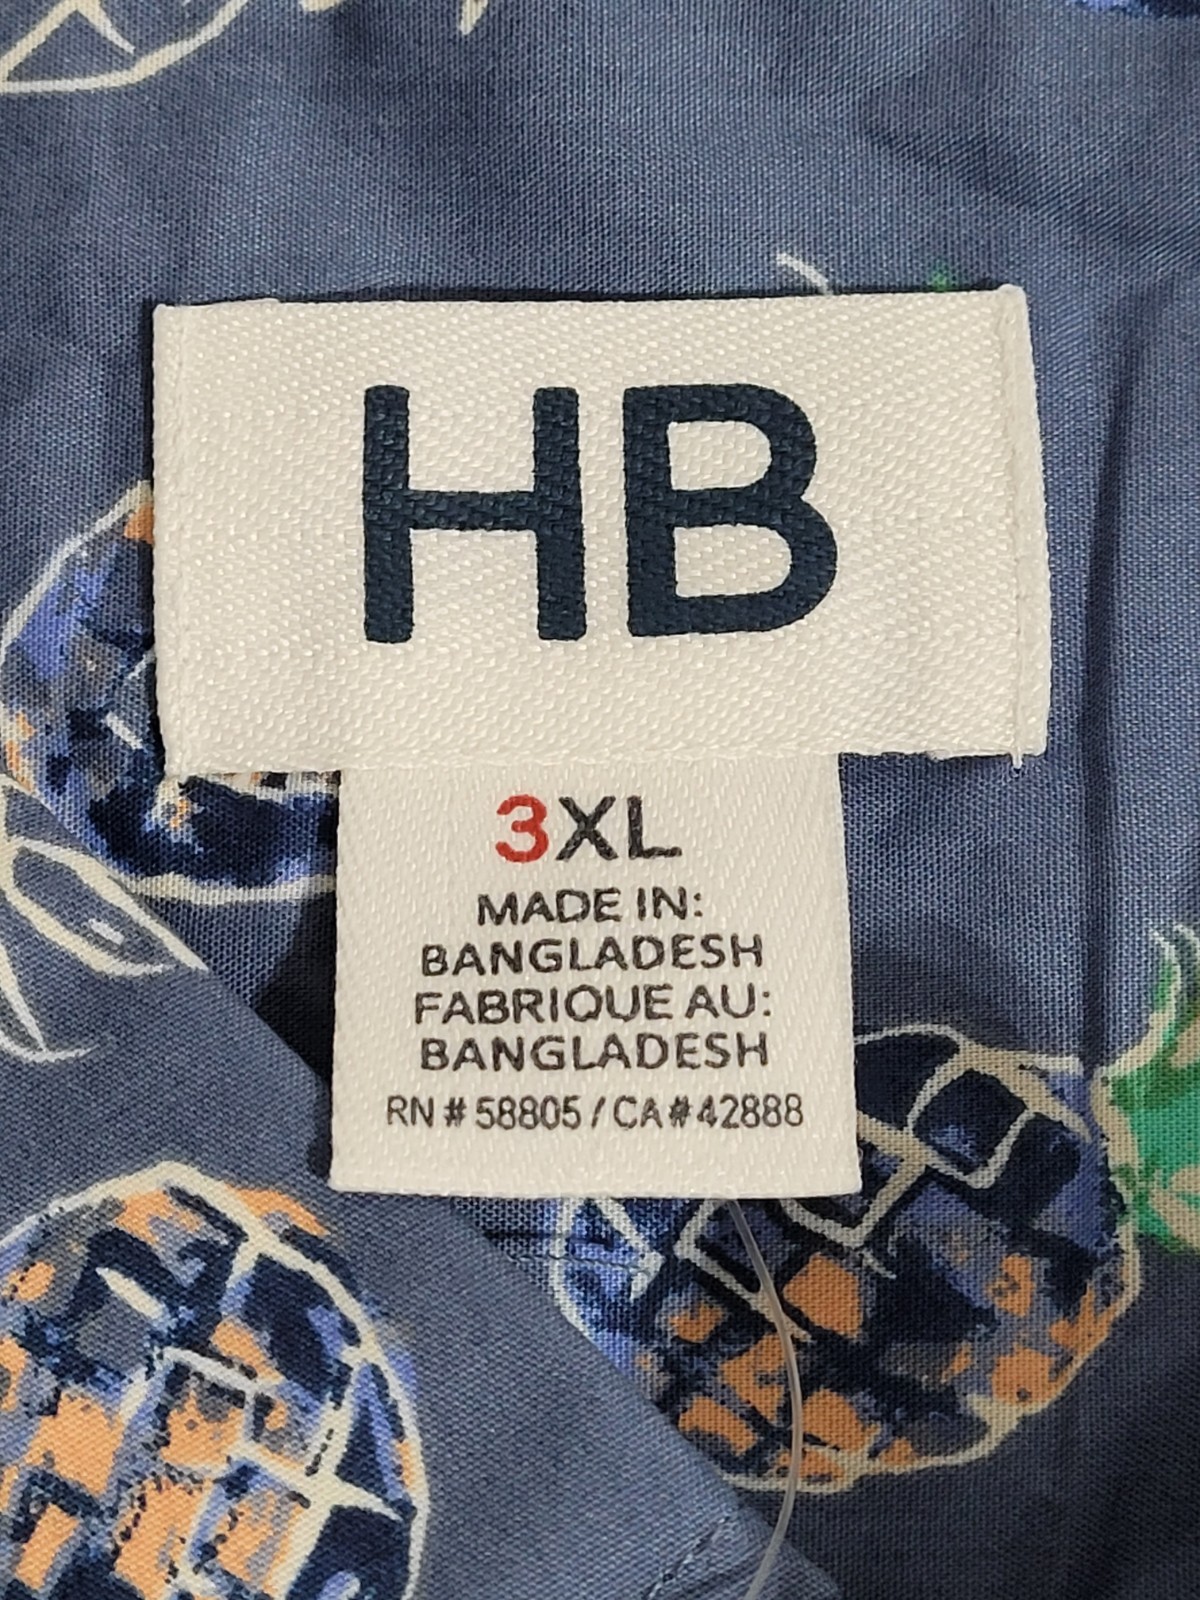 HB
3XL
MADE IN:
BANGLADESH
FABRIQUE AU:
BANGLADESH
RN # 58805 / CA # 42888